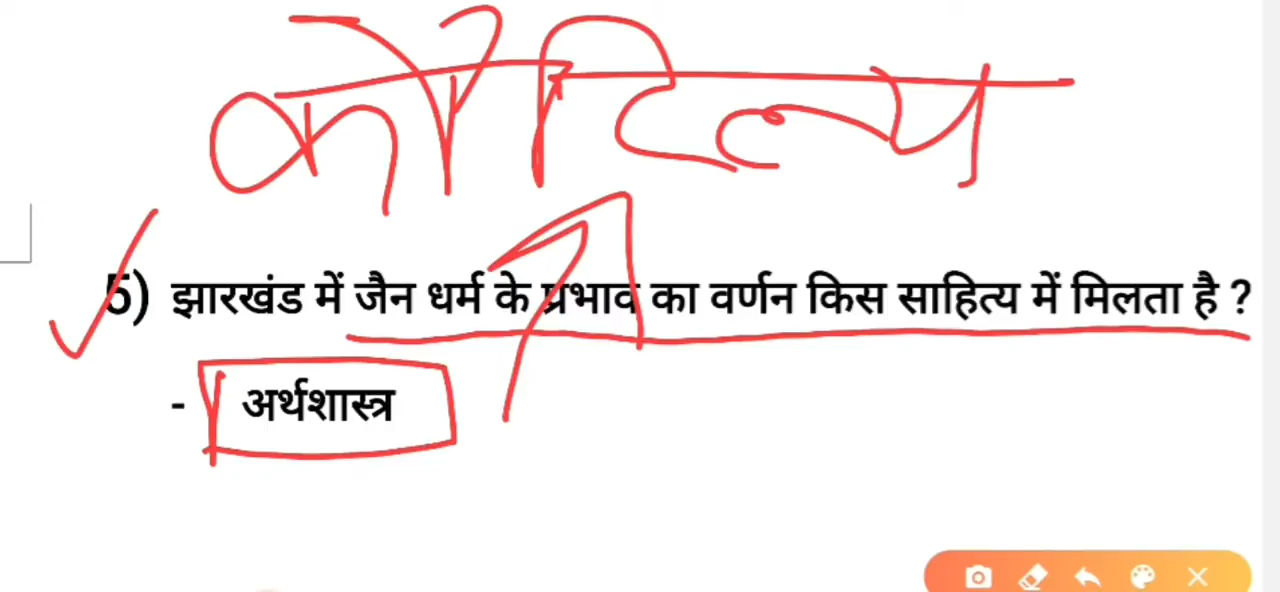 कौटिल्य
5) झारखंड में जैन धर्म के प्रभाव का वर्णन किस साहित्य में मिलता है ?
- अर्थशास्त्र